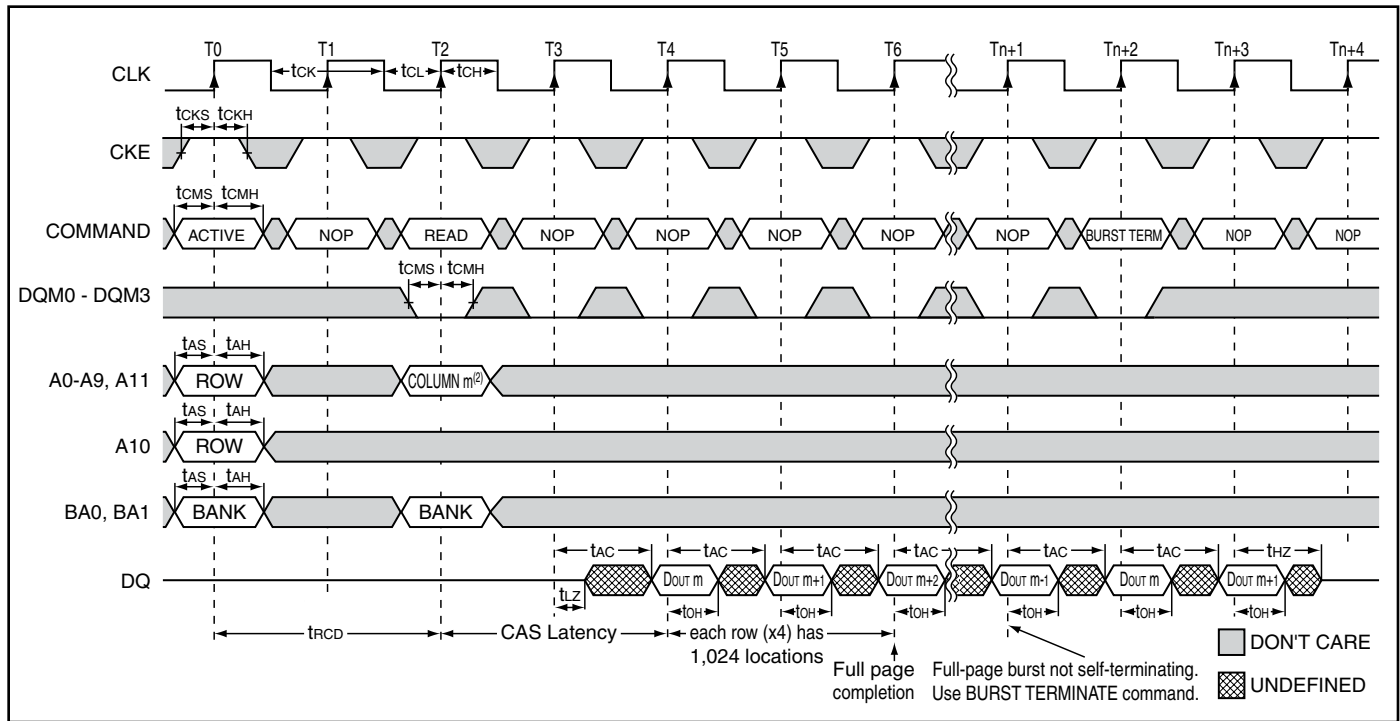 T0 T1 T2 T3 T4 T5 T6 Tn+1 Tn+2 Tn+3 Tn+4
CLK tCK tCL tCH
tCKS tCKH
CKE
tCMS tCMH
COMMAND ACTIVE NOP READ NOP NOP NOP NOP NOP BURST TERM NOP NOP
tCMS tCMH
DQM0 - DQM3
tAS tAH
A0-A9, A11 ROW COLUMN m(2)
tAS tAH
A10 ROW
tAS tAH
BA0, BA1 BANK BANK
tAC tAC tAC tAC tAC tAC tHZ
DQ DOUT m DOUT m+1 DOUT m+2 DOUT m-1 DOUT m DOUT m+1
tLZ tOH tOH tOH tOH tOH tOH
tRCD CAS Latency each row (x4) has
1,024 locations
Full page
completion
Full-page burst not self-terminating.
Use BURST TERMINATE command.
DON'T CARE
UNDEFINED